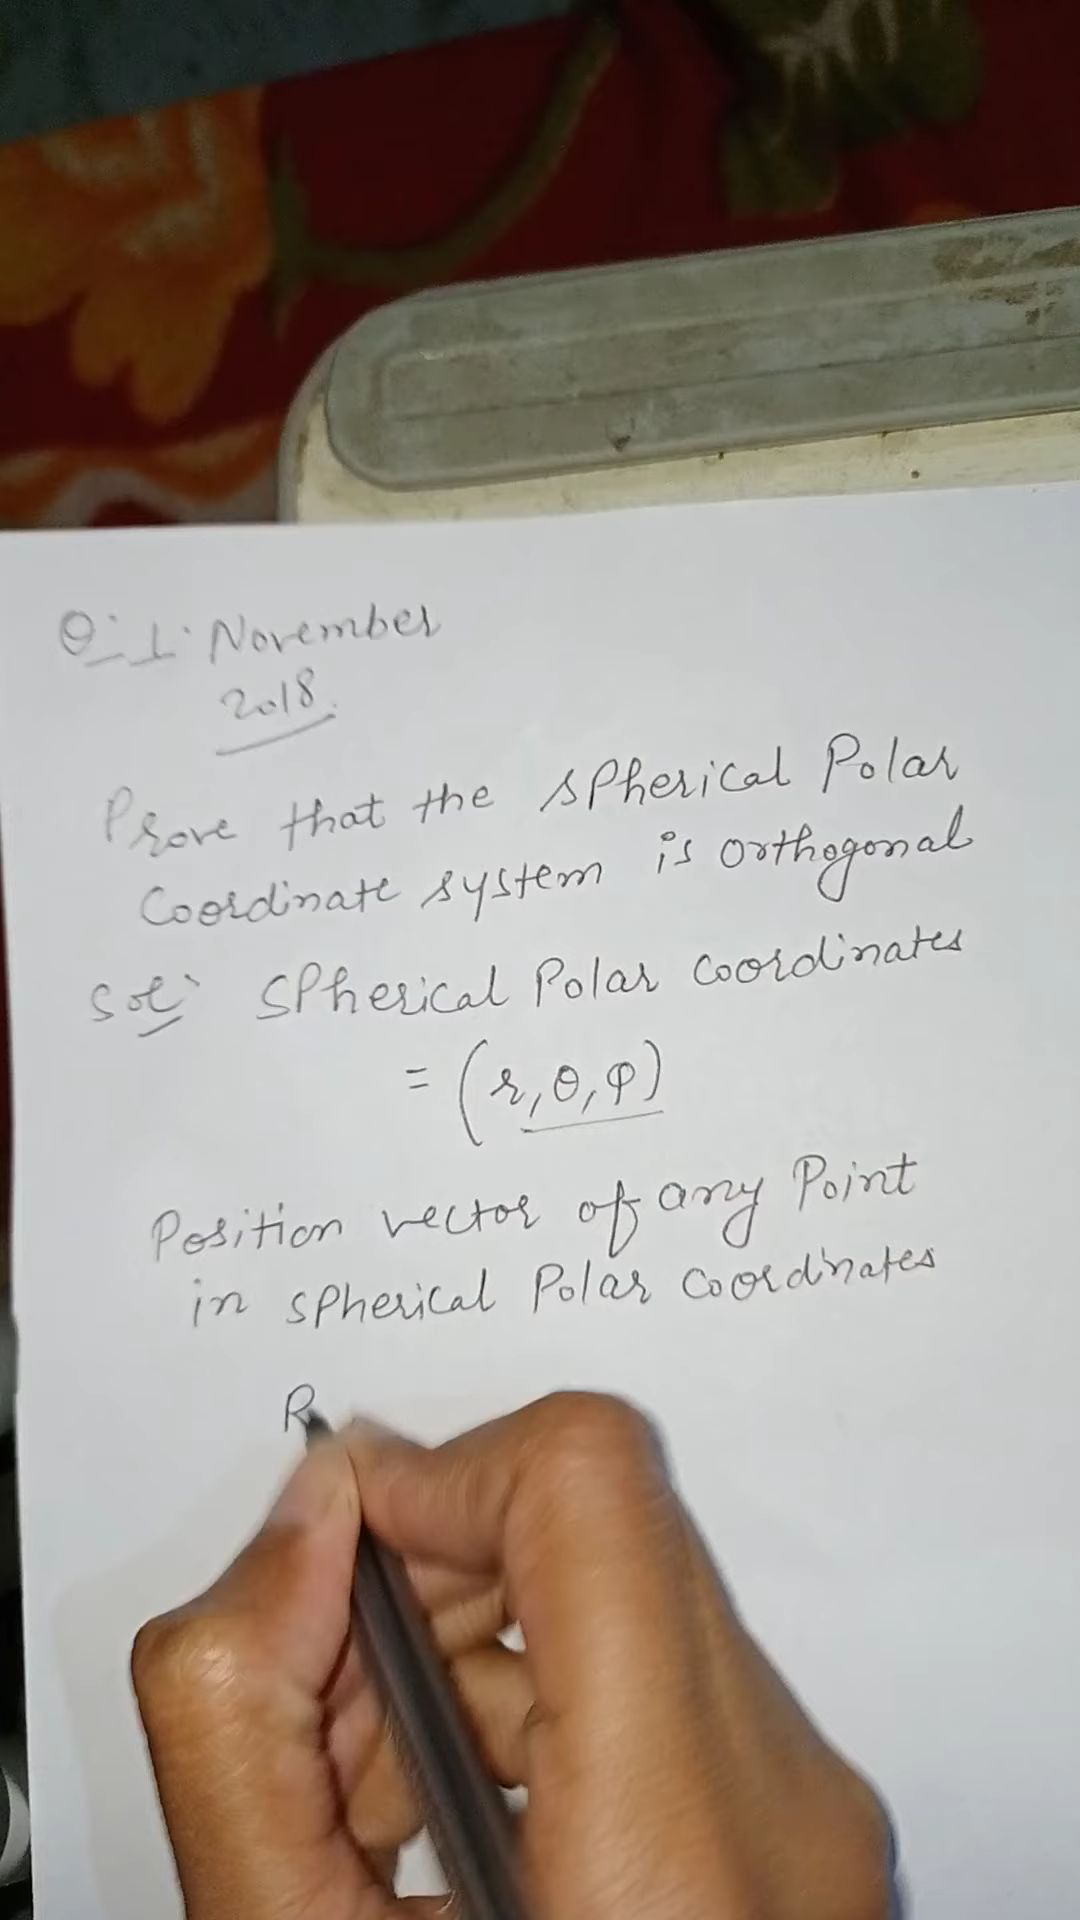 Q:1. November
2018.
Prove that the spherical Polar
Coordinate system is orthogonal
Sol: Spherical Polar coordinates
= (r, θ, φ)
Position vector of any Point
in spherical Polar coordinates
R